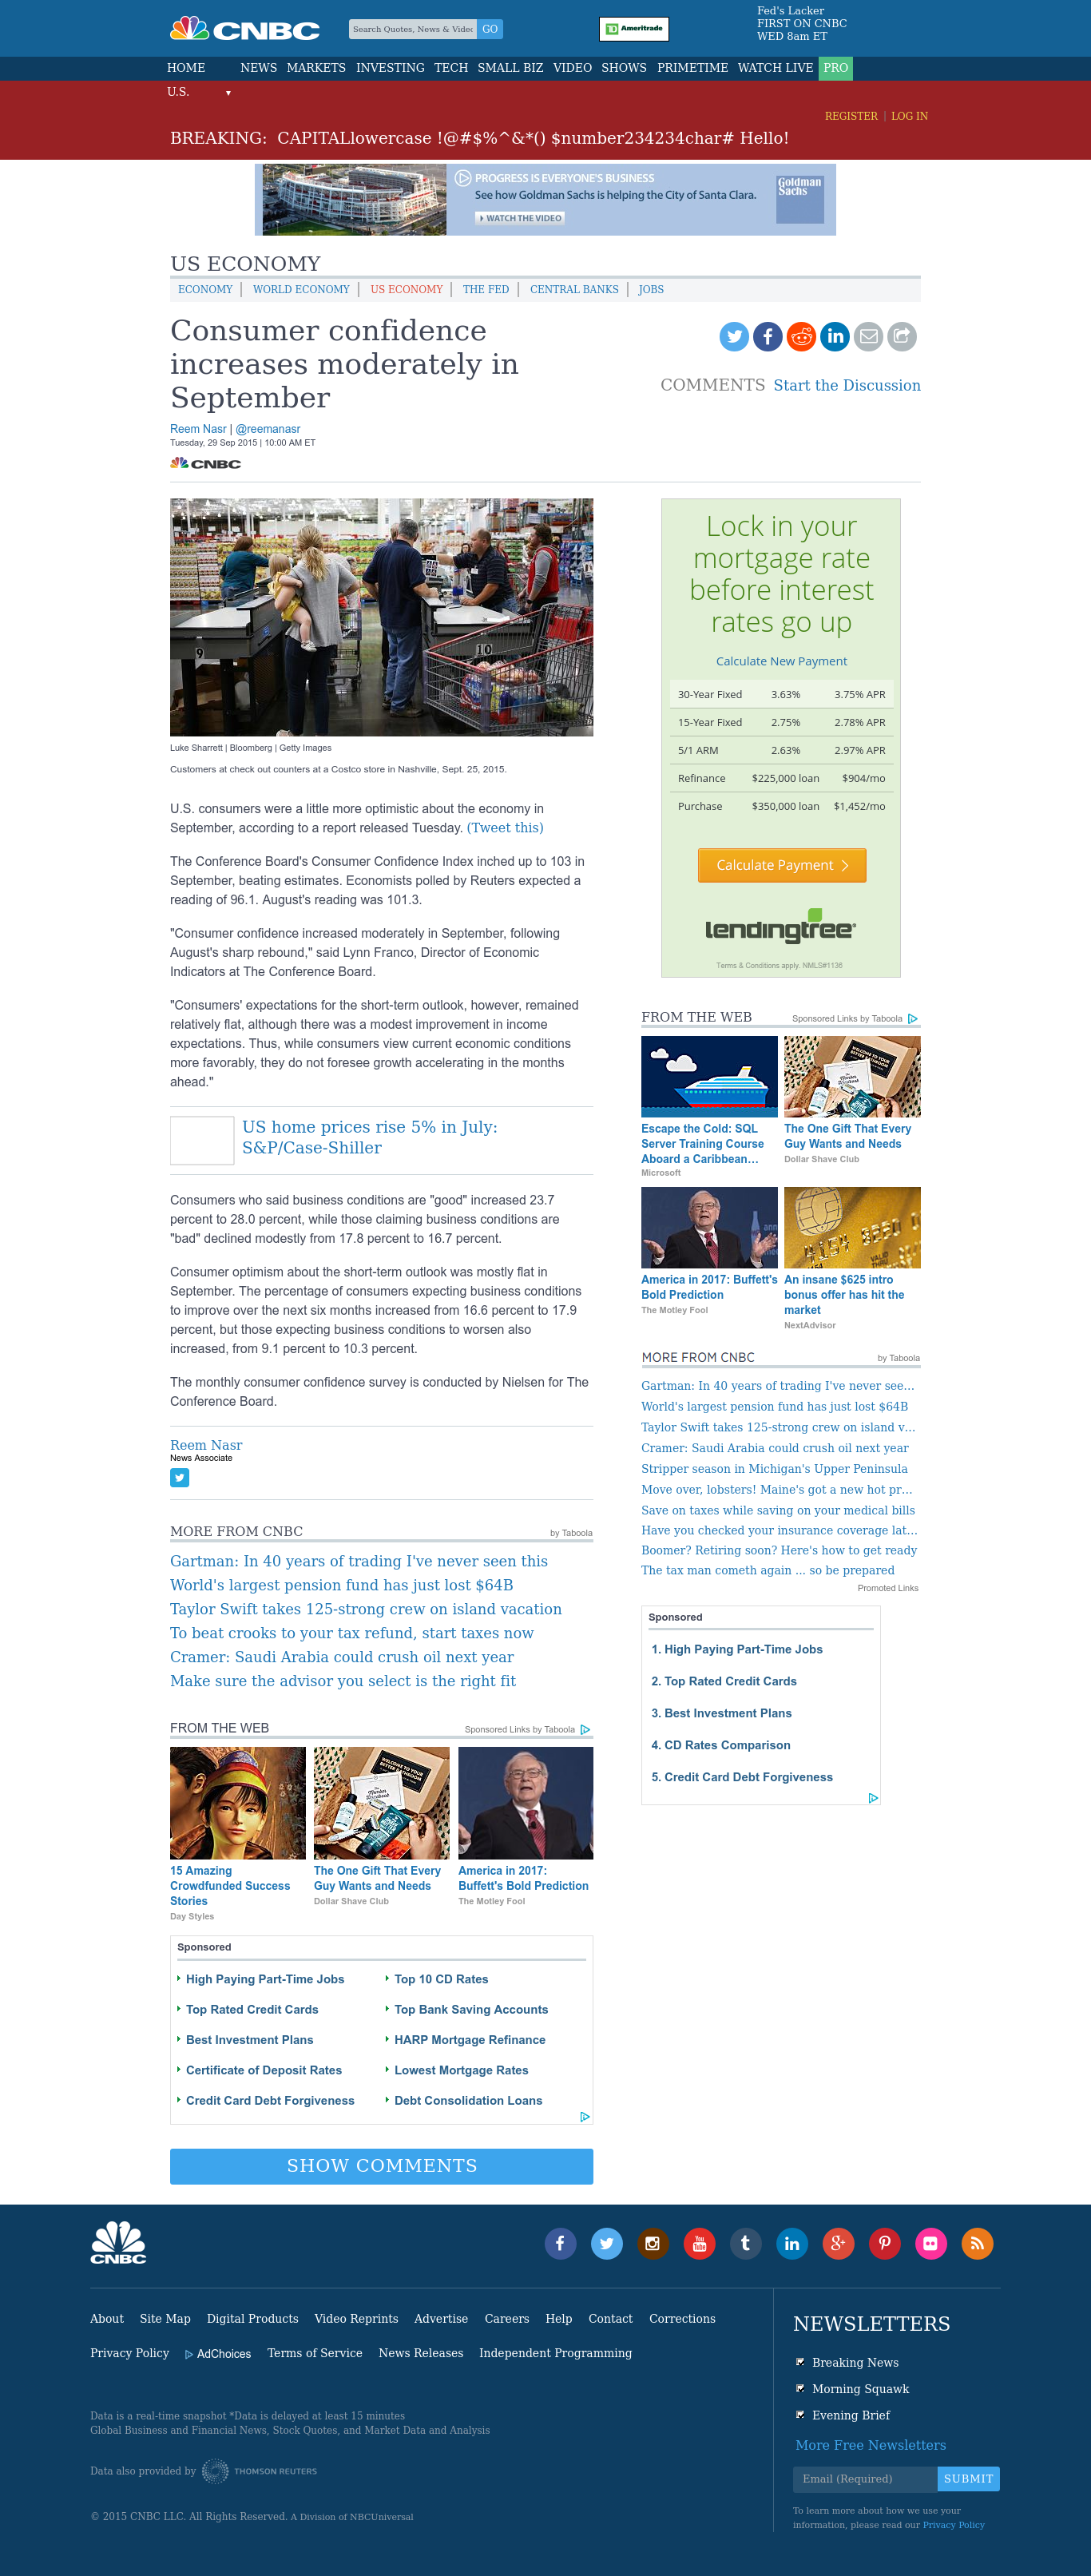 CNBC
Search Quotes, News & Video
GO
TD Ameritrade
Fed's Lacker
FIRST ON CNBC
WED 8am ET
HOME NEWS MARKETS INVESTING TECH SMALL BIZ VIDEO SHOWS PRIMETIME WATCH LIVE PRO
U.S.
REGISTER | LOG IN
BREAKING: CAPITALlowercase !@#$%^&*() $number234234char# Hello!
PROGRESS IS EVERYONE'S BUSINESS
See how Goldman Sachs is helping the City of Santa Clara.
WATCH THE VIDEO
Goldman
Sachs
US ECONOMY
ECONOMY | WORLD ECONOMY | US ECONOMY | THE FED | CENTRAL BANKS | JOBS
Consumer confidence
increases moderately in
September
COMMENTS Start the Discussion
Reem Nasr | @reemanasr
Tuesday, 29 Sep 2015 | 10:00 AM ET
CNBC
9
10
Luke Sharrett | Bloomberg | Getty Images
Customers at check out counters at a Costco store in Nashville, Sept. 25, 2015.
U.S. consumers were a little more optimistic about the economy in
September, according to a report released Tuesday. (Tweet this)
The Conference Board's Consumer Confidence Index inched up to 103 in
September, beating estimates. Economists polled by Reuters expected a
reading of 96.1. August's reading was 101.3.
"Consumer confidence increased moderately in September, following
August's sharp rebound," said Lynn Franco, Director of Economic
Indicators at The Conference Board.
"Consumers' expectations for the short-term outlook, however, remained
relatively flat, although there was a modest improvement in income
expectations. Thus, while consumers view current economic conditions
more favorably, they do not foresee growth accelerating in the months
ahead."
US home prices rise 5% in July:
S&P/Case-Shiller
Consumers who said business conditions are "good" increased 23.7
percent to 28.0 percent, while those claiming business conditions are
"bad" declined modestly from 17.8 percent to 16.7 percent.
Consumer optimism about the short-term outlook was mostly flat in
September. The percentage of consumers expecting business conditions
to improve over the next six months increased from 16.6 percent to 17.9
percent, but those expecting business conditions to worsen also
increased, from 9.1 percent to 10.3 percent.
The monthly consumer confidence survey is conducted by Nielsen for The
Conference Board.
Reem Nasr
News Associate
MORE FROM CNBC
by Taboola
Gartman: In 40 years of trading I've never seen this
World's largest pension fund has just lost $64B
Taylor Swift takes 125-strong crew on island vacation
To beat crooks to your tax refund, start taxes now
Cramer: Saudi Arabia could crush oil next year
Make sure the advisor you select is the right fit
FROM THE WEB
Sponsored Links by Taboola
15 Amazing
Crowdfunded Success
Stories
Day Styles
The One Gift That Every
Guy Wants and Needs
Dollar Shave Club
America in 2017:
Buffett's Bold Prediction
The Motley Fool
Sponsored
High Paying Part-Time Jobs
Top Rated Credit Cards
Best Investment Plans
Certificate of Deposit Rates
Credit Card Debt Forgiveness
Top 10 CD Rates
Top Bank Saving Accounts
HARP Mortgage Refinance
Lowest Mortgage Rates
Debt Consolidation Loans
SHOW COMMENTS
Lock in your
mortgage rate
before interest
rates go up
Calculate New Payment
30-Year Fixed 3.63% 3.75% APR
15-Year Fixed 2.75% 2.78% APR
5/1 ARM 2.63% 2.97% APR
Refinance $225,000 loan $904/mo
Purchase $350,000 loan $1,452/mo
Calculate Payment
lendingtree
Terms & Conditions apply. NMLS#1136
FROM THE WEB
Sponsored Links by Taboola
Escape the Cold: SQL
Server Training Course
Aboard a Caribbean…
Microsoft
The One Gift That Every
Guy Wants and Needs
Dollar Shave Club
America in 2017: Buffett's
Bold Prediction
The Motley Fool
An insane $625 intro
bonus offer has hit the
market
NextAdvisor
MORE FROM CNBC
by Taboola
Gartman: In 40 years of trading I've never see…
World's largest pension fund has just lost $64B
Taylor Swift takes 125-strong crew on island v…
Cramer: Saudi Arabia could crush oil next year
Stripper season in Michigan's Upper Peninsula
Move over, lobsters! Maine's got a new hot pr…
Save on taxes while saving on your medical bills
Have you checked your insurance coverage lat…
Boomer? Retiring soon? Here's how to get ready
The tax man cometh again ... so be prepared
Promoted Links
Sponsored
1. High Paying Part-Time Jobs
2. Top Rated Credit Cards
3. Best Investment Plans
4. CD Rates Comparison
5. Credit Card Debt Forgiveness
CNBC
About Site Map Digital Products Video Reprints Advertise Careers Help Contact Corrections
Privacy Policy AdChoices Terms of Service News Releases Independent Programming
Data is a real-time snapshot *Data is delayed at least 15 minutes
Global Business and Financial News, Stock Quotes, and Market Data and Analysis
Data also provided by THOMSON REUTERS
© 2015 CNBC LLC. All Rights Reserved. A Division of NBCUniversal
NEWSLETTERS
Breaking News
Morning Squawk
Evening Brief
More Free Newsletters
Email (Required)
SUBMIT
To learn more about how we use your
information, please read our Privacy Policy